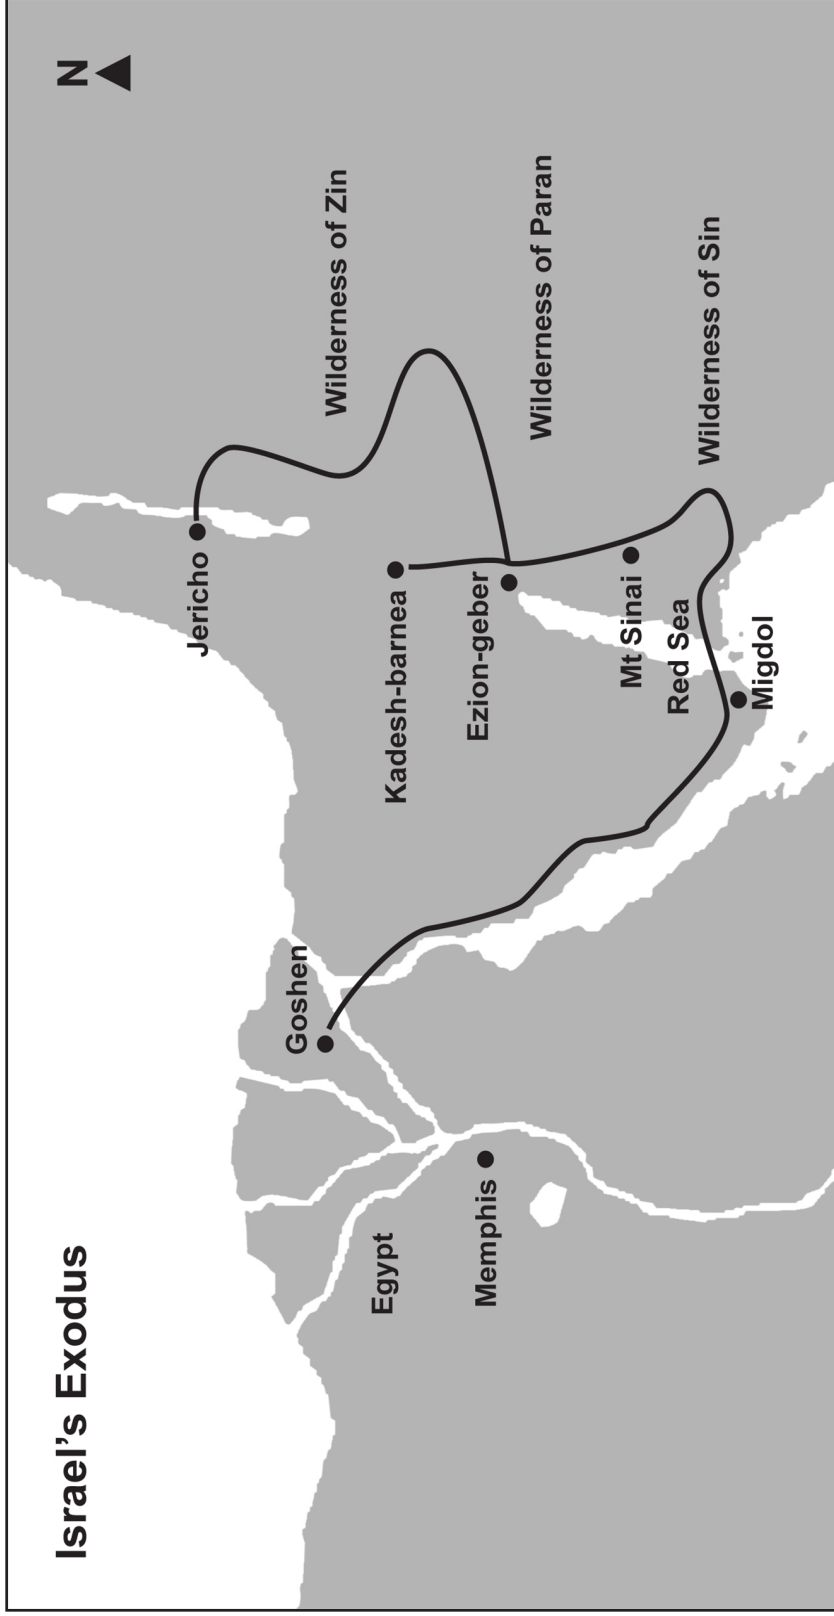 Israel's Exodus
N
Jericho
Wilderness of Zin
Goshen
Egypt
Kadesh-barnea
Memphis
Ezion-geber
Wilderness of Paran
Mt Sinai
Red Sea
Wilderness of Sin
Migdol